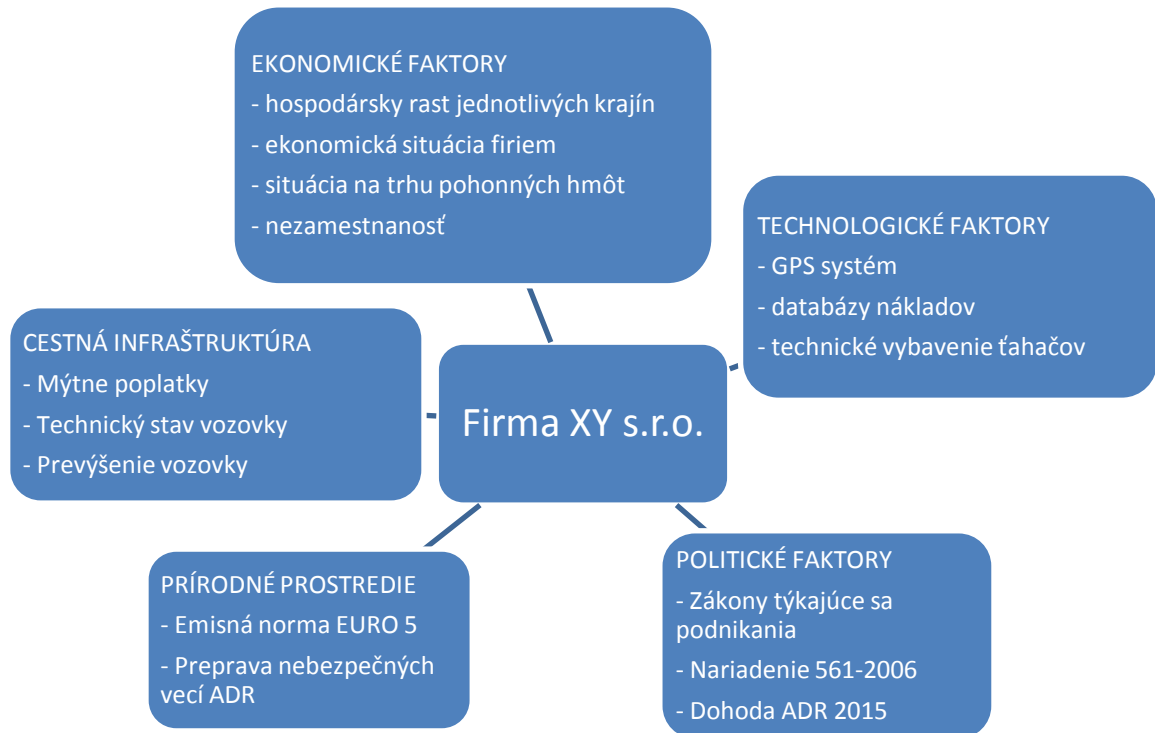 EKONOMICKÉ FAKTORY
- hospodársky rast jednotlivých krajín
- ekonomická situácia firiem
- situácia na trhu pohonných hmôt
- nezamestnanosť
TECHNOLOGICKÉ FAKTORY
- GPS systém
- databázy nákladov
- technické vybavenie ťahačov
CESTNÁ INFRAŠTRUKTÚRA
- Mýtne poplatky
- Technický stav vozovky
- Prevýšenie vozovky
Firma XY s.r.o.
PRÍRODNÉ PROSTREDIE
- Emisná norma EURO 5
- Preprava nebezpečných
vecí ADR
POLITICKÉ FAKTORY
- Zákony týkajúce sa
podnikania
- Nariadenie 561-2006
- Dohoda ADR 2015